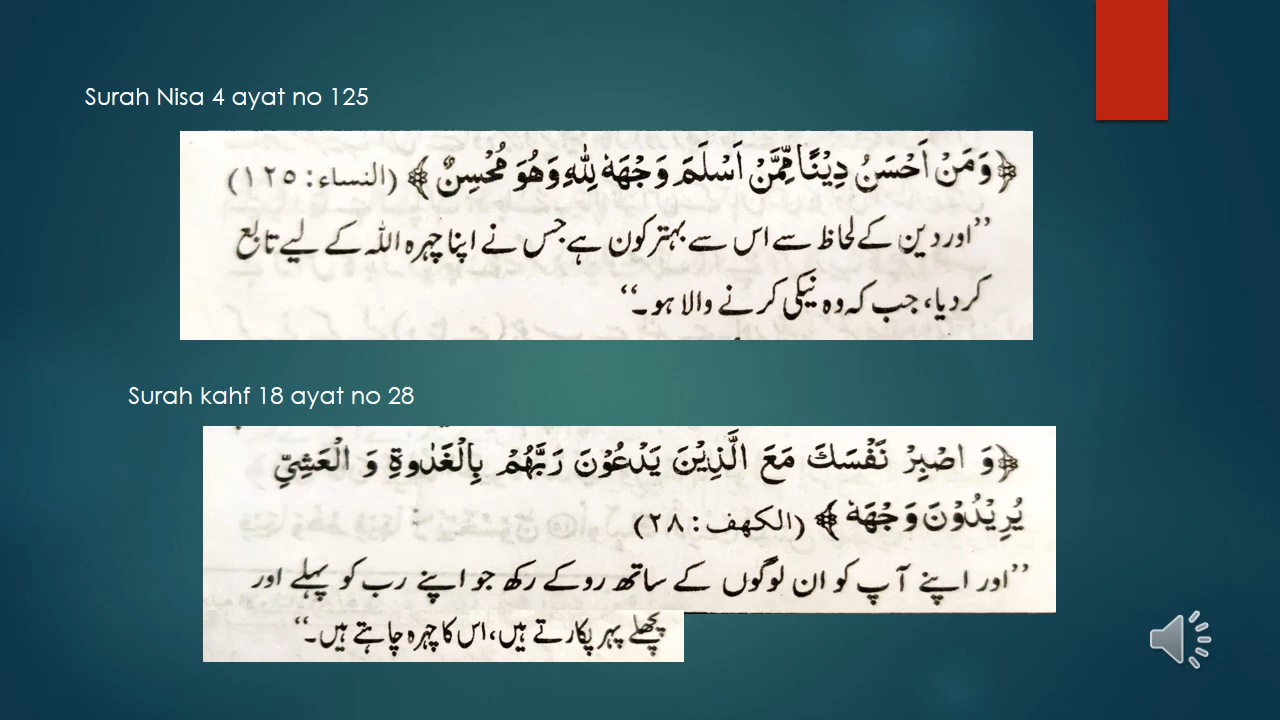 Surah Nisa 4 ayat no 125
﴿وَمَنْ اَحْسَنُ دِيْنًا مِّمَّنْ اَسْلَمَ وَجْهَهٗ لِلّٰهِ وَهُوَ مُحْسِنٌ﴾ (النساء: ١٢٥)
’’اور دین کے لحاظ سے اس سے بہتر کون ہے جس نے اپنا چہرہ اللہ کے لیے تابع
کر دیا، جب کہ وہ نیکی کرنے والا ہو۔‘‘
Surah kahf 18 ayat no 28
﴿وَ اصْبِرْ نَفْسَكَ مَعَ الَّذِيْنَ يَدْعُوْنَ رَبَّهُمْ بِالْغَدٰوةِ وَ الْعَشِيِّ
يُرِيْدُوْنَ وَجْهَهٗ﴾ (الكهف: ٢٨)
’’اور اپنے آپ کو ان لوگوں کے ساتھ روکے رکھ جو اپنے رب کو پہلے اور
پچھلے پہر پکارتے ہیں، اس کا چہرہ چاہتے ہیں۔‘‘